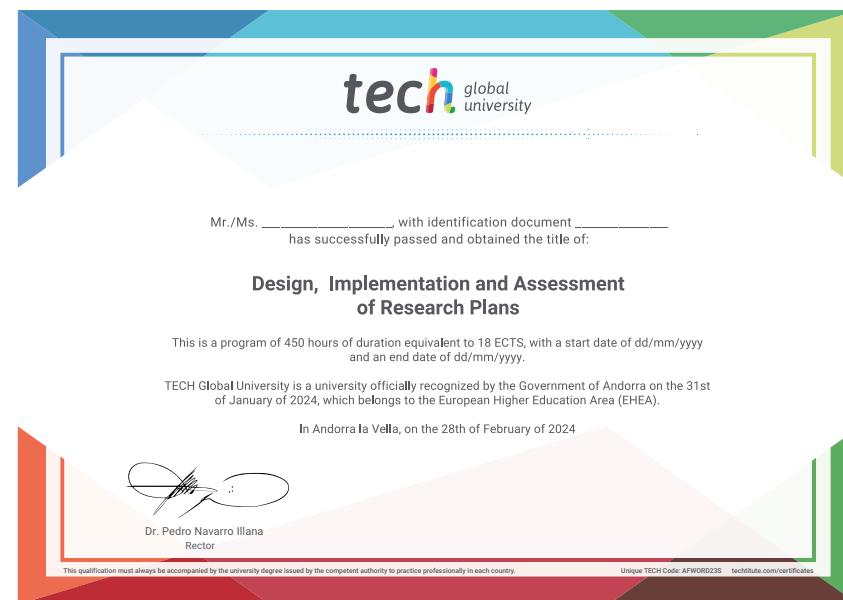 tech global
university
Mr./Ms. ____________________, with identification document ______________
has successfully passed and obtained the title of:
Design, Implementation and Assessment
of Research Plans
This is a program of 450 hours of duration equivalent to 18 ECTS, with a start date of dd/mm/yyyy
and an end date of dd/mm/yyyy.
TECH Global University is a university officially recognized by the Government of Andorra on the 31st
of January of 2024, which belongs to the European Higher Education Area (EHEA).
In Andorra la Vella, on the 28th of February of 2024
Dr. Pedro Navarro Illana
Rector
This qualification must always be accompanied by the university degree issued by the competent authority to practice professionally in each country.
Unique TECH Code: AFWORD23S techtitute.com/certificates